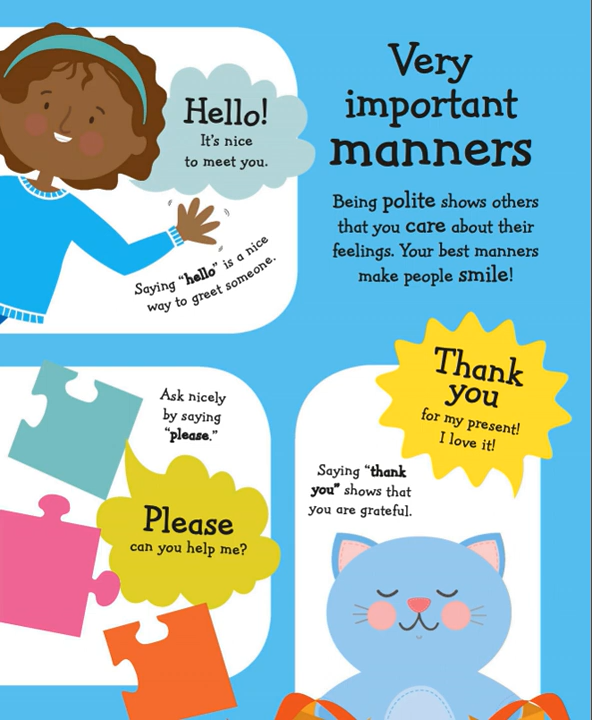 Very
important
manners
Being polite shows others
that you care about their
feelings. Your best manners
make people smile!
Hello!
It's nice
to meet you.
Saying "hello" is a nice
way to greet someone.
Ask nicely
by saying
"please."
Please
can you help me?
Thank
you
for my present!
I love it!
Saying "thank
you" shows that
you are grateful.